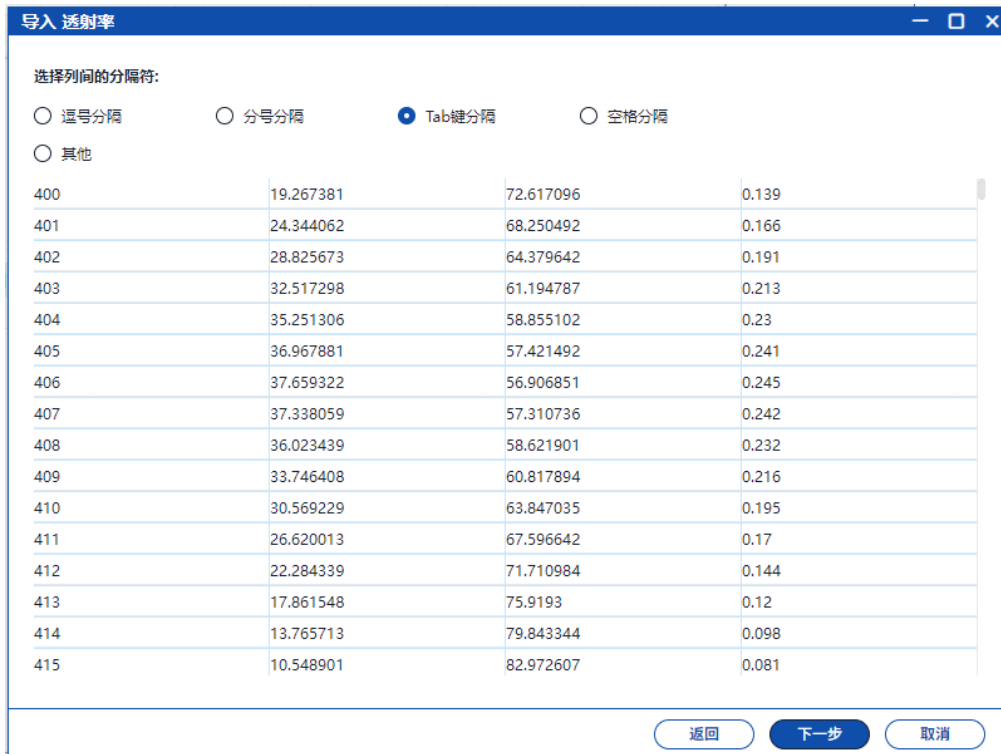 导入 透射率
选择列间的分隔符:
逗号分隔 分号分隔 Tab键分隔 空格分隔
其他
400 19.267381 72.617096 0.139
401 24.344062 68.250492 0.166
402 28.825673 64.379642 0.191
403 32.517298 61.194787 0.213
404 35.251306 58.855102 0.23
405 36.967881 57.421492 0.241
406 37.659322 56.906851 0.245
407 37.338059 57.310736 0.242
408 36.023439 58.621901 0.232
409 33.746408 60.817894 0.216
410 30.569229 63.847035 0.195
411 26.620013 67.596642 0.17
412 22.284339 71.710984 0.144
413 17.861548 75.9193 0.12
414 13.765713 79.843344 0.098
415 10.548901 82.972607 0.081
返回 下一步 取消